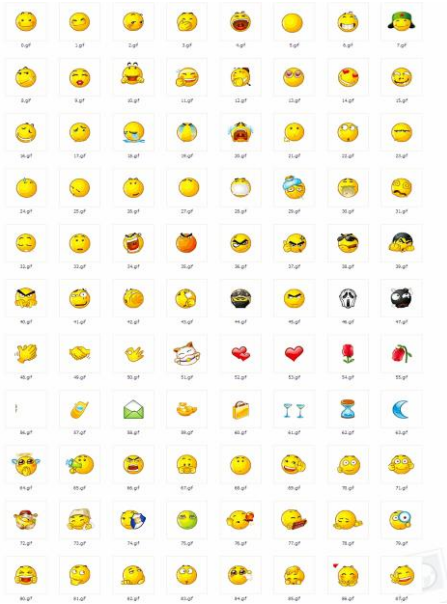 0.gif 1.gif 2.gif 3.gif 4.gif 5.gif 6.gif 7.gif
8.gif 9.gif 10.gif 11.gif 12.gif 13.gif 14.gif 15.gif
16.gif 17.gif 18.gif 19.gif 20.gif 21.gif 22.gif 23.gif
24.gif 25.gif 26.gif 27.gif 28.gif 29.gif 30.gif 31.gif
32.gif 33.gif 34.gif 35.gif 36.gif 37.gif 38.gif 39.gif
40.gif 41.gif 42.gif 43.gif 44.gif 45.gif 46.gif 47.gif
48.gif 49.gif 50.gif 51.gif 52.gif 53.gif 54.gif 55.gif
56.gif 57.gif 58.gif 59.gif 60.gif 61.gif 62.gif 63.gif
64.gif 65.gif 66.gif 67.gif 68.gif 69.gif 70.gif 71.gif
72.gif 73.gif 74.gif 75.gif 76.gif 77.gif 78.gif 79.gif
80.gif 81.gif 82.gif 83.gif 84.gif 85.gif 86.gif 87.gif